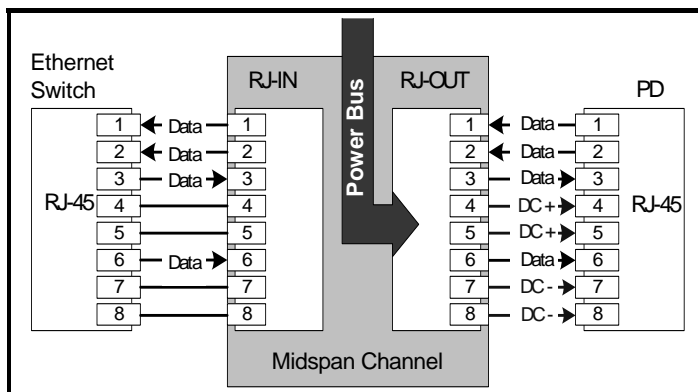 Ethernet
Switch
RJ-IN
Power Bus
RJ-OUT
PD
1 Data 1 1 Data 1
2 Data 2 2 Data 2
3 Data 3 3 Data 3
RJ-45 4 4 4 DC + 4 RJ-45
5 5 5 DC + 5
6 Data 6 6 Data 6
7 7 7 DC - 7
8 8 8 DC - 8
Midspan Channel